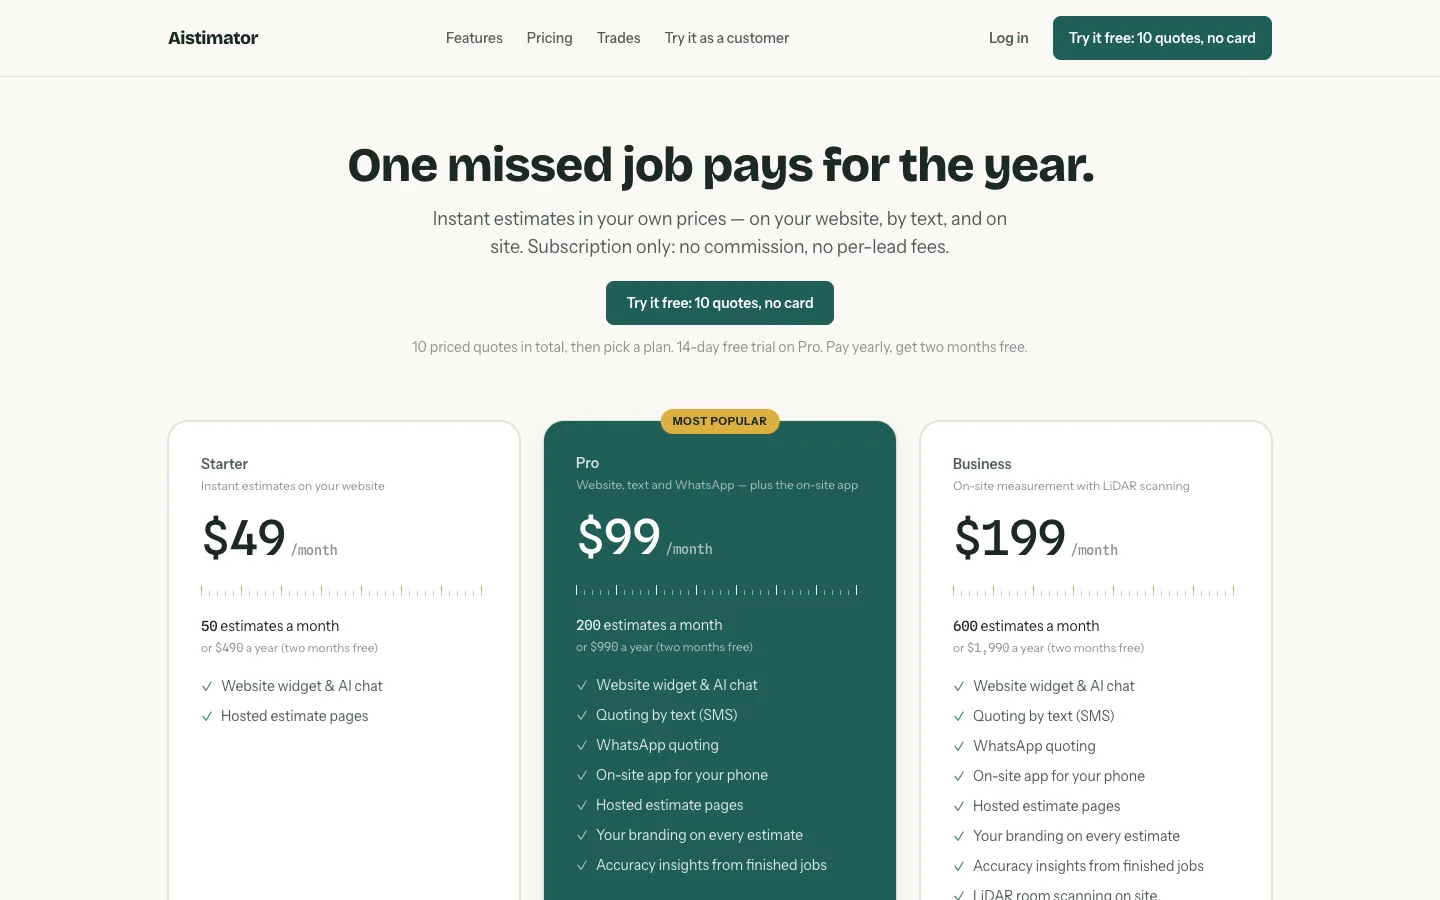 Aistimator
Features
Pricing
Trades
Try it as a customer
Log in
Try it free: 10 quotes, no card
One missed job pays for the year.
Instant estimates in your own prices — on your website, by text, and on
site. Subscription only: no commission, no per-lead fees.
Try it free: 10 quotes, no card
10 priced quotes in total, then pick a plan. 14-day free trial on Pro. Pay yearly, get two months free.
Starter
Instant estimates on your website
$49 /month
50 estimates a month
or $490 a year (two months free)
Website widget & AI chat
Hosted estimate pages
MOST POPULAR
Pro
Website, text and WhatsApp — plus the on-site app
$99 /month
200 estimates a month
or $990 a year (two months free)
Website widget & AI chat
Quoting by text (SMS)
WhatsApp quoting
On-site app for your phone
Hosted estimate pages
Your branding on every estimate
Accuracy insights from finished jobs
Business
On-site measurement with LiDAR scanning
$199 /month
600 estimates a month
or $1,990 a year (two months free)
Website widget & AI chat
Quoting by text (SMS)
WhatsApp quoting
On-site app for your phone
Hosted estimate pages
Your branding on every estimate
Accuracy insights from finished jobs
LiDAR room scanning on site